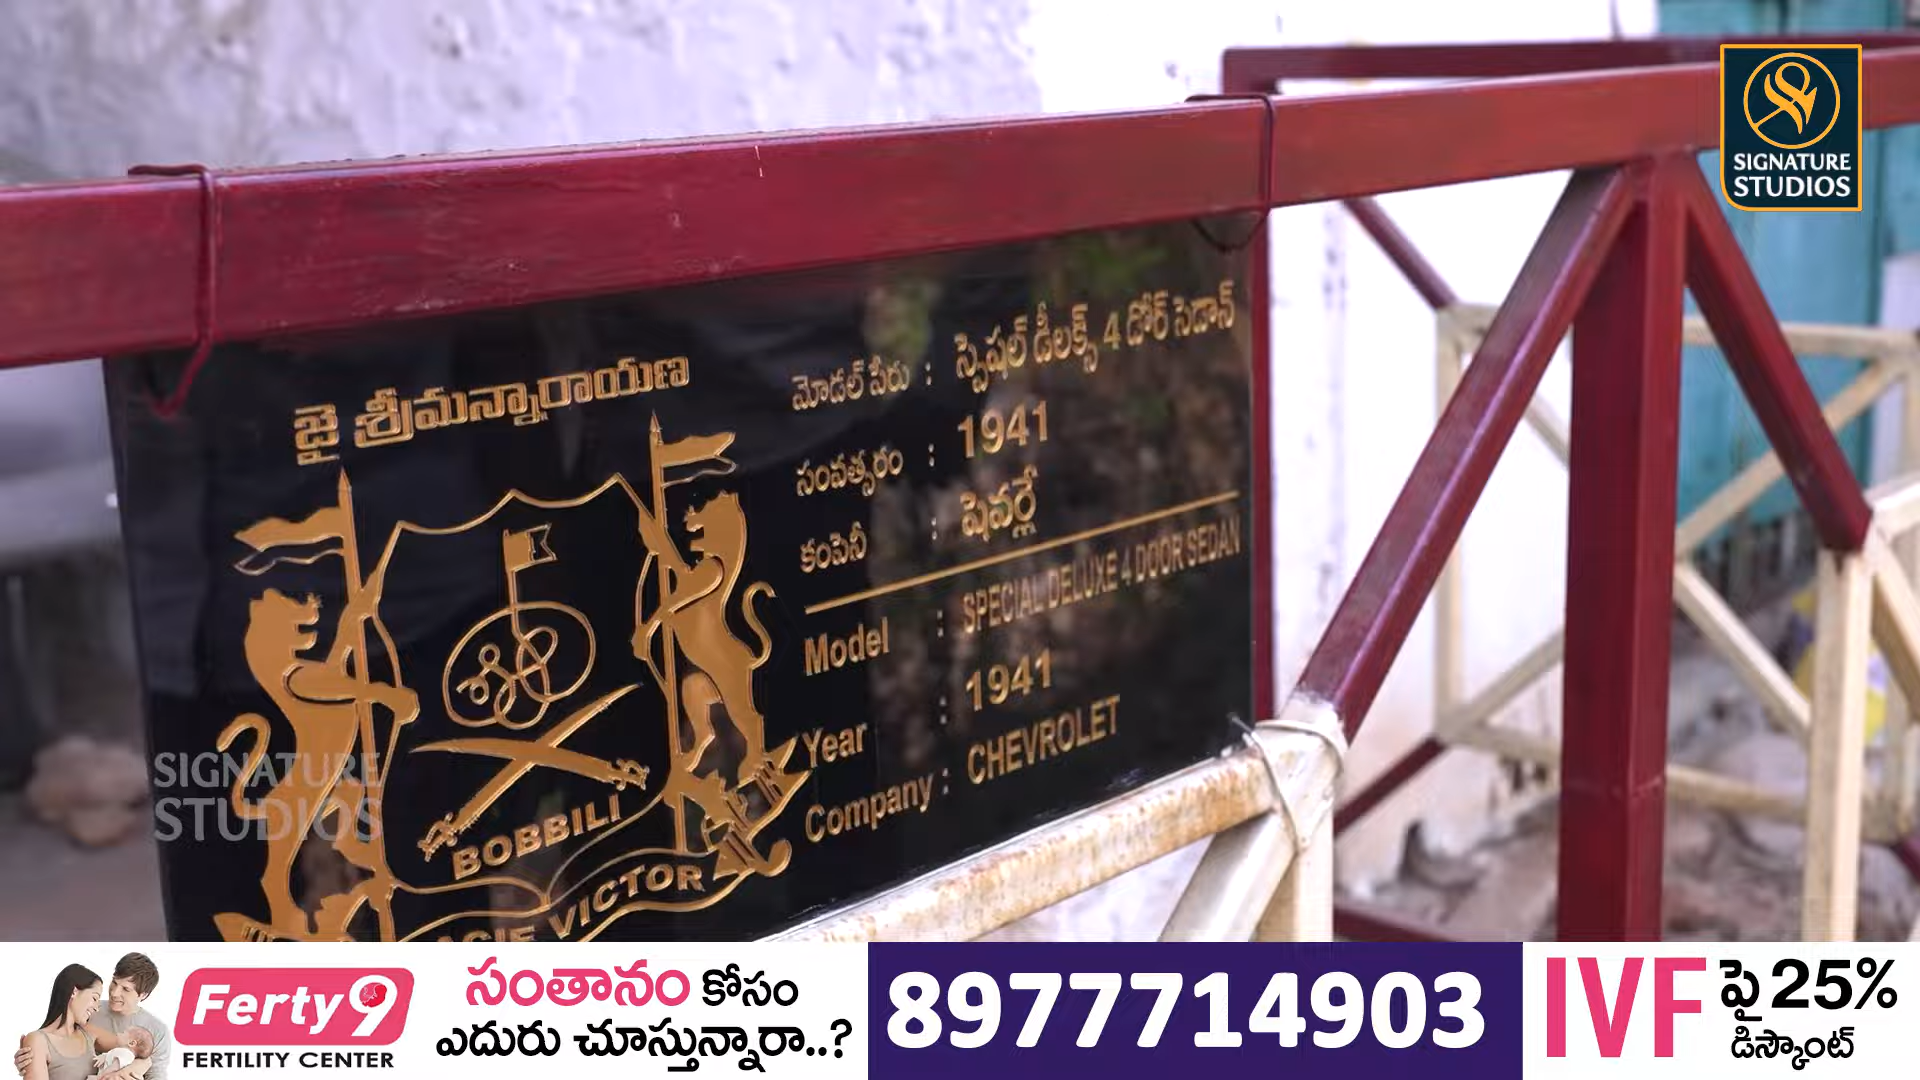 SIGNATURE
STUDIOS
జై శ్రీమన్నారాయణ
BOBBILI
VICTOR
మోడల్ పేరు : స్పెషల్ డీలక్స్ 4 డోర్ సెడాన్
సంవత్సరం : 1941
కంపెనీ : షెవర్లే
Model : SPECIAL DELUXE 4 DOOR SEDAN
Year : 1941
Company : CHEVROLET
SIGNATURE
STUDIOS
Ferty9
FERTILITY CENTER
సంతానం కోసం
ఎదురు చూస్తున్నారా..?
8977714903
IVF పై 25%
డిస్కౌంట్